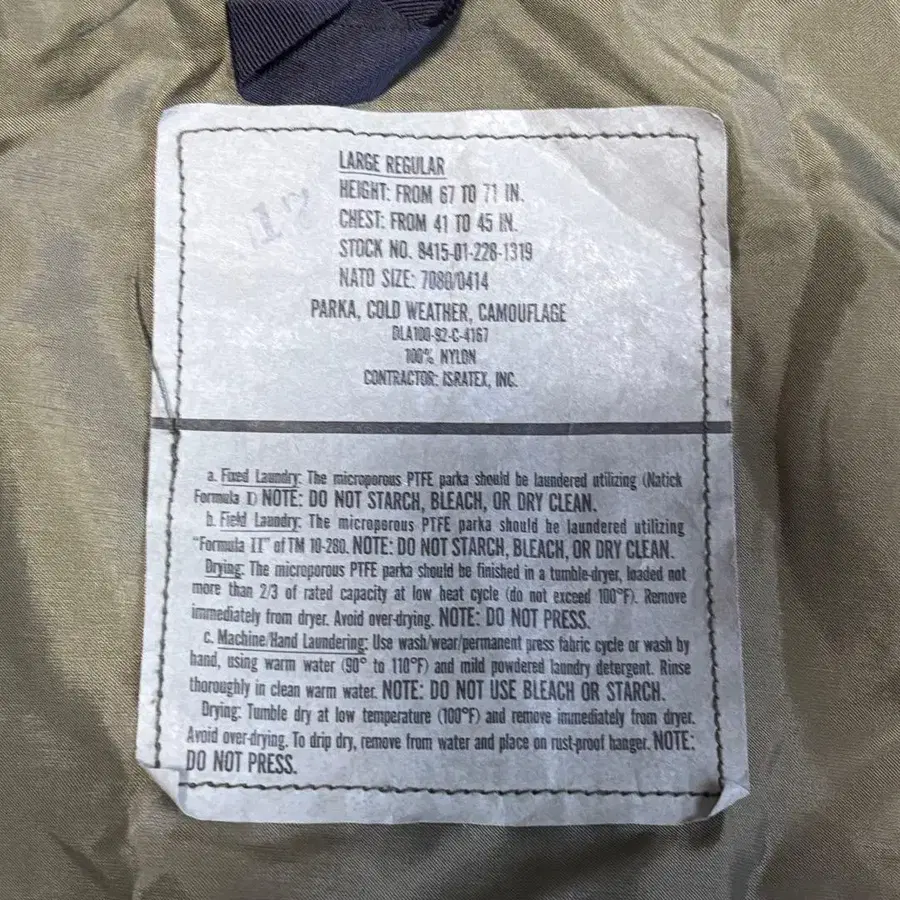 LARGE REGULAR
HEIGHT: FROM 67 TO 71 IN.
CHEST: FROM 41 TO 45 IN.
STOCK NO. 8415-01-228-1319
NATO SIZE: 7080/0414
PARKA, COLD WEATHER, CAMOUFLAGE
DLA100-92-C-4167
100% NYLON
CONTRACTOR: ISRATEX, INC.
a. Fixed Laundry: The microporous PTFE parka should be laundered utilizing (Natick
Formula I) NOTE: DO NOT STARCH, BLEACH, OR DRY CLEAN.
b. Field Laundry: The microporous PTFE parka should be laundered utilizing
"Formula II" of TM 10-280. NOTE: DO NOT STARCH, BLEACH, OR DRY CLEAN.
Drying: The microporous PTFE parka should be finished in a tumble-dryer, loaded not
more than 2/3 of rated capacity at low heat cycle (do not exceed 100°F). Remove
immediately from dryer. Avoid over-drying. NOTE: DO NOT PRESS.
c. Machine/Hand Laundering: Use wash/wear/permanent press fabric cycle or wash by
hand, using warm water (90° to 110°F) and mild powdered laundry detergent. Rinse
thoroughly in clean warm water. NOTE: DO NOT USE BLEACH OR STARCH.
Drying: Tumble dry at low temperature (100°F) and remove immediately from dryer.
Avoid over-drying. To drip dry, remove from water and place on rust-proof hanger. NOTE:
DO NOT PRESS.